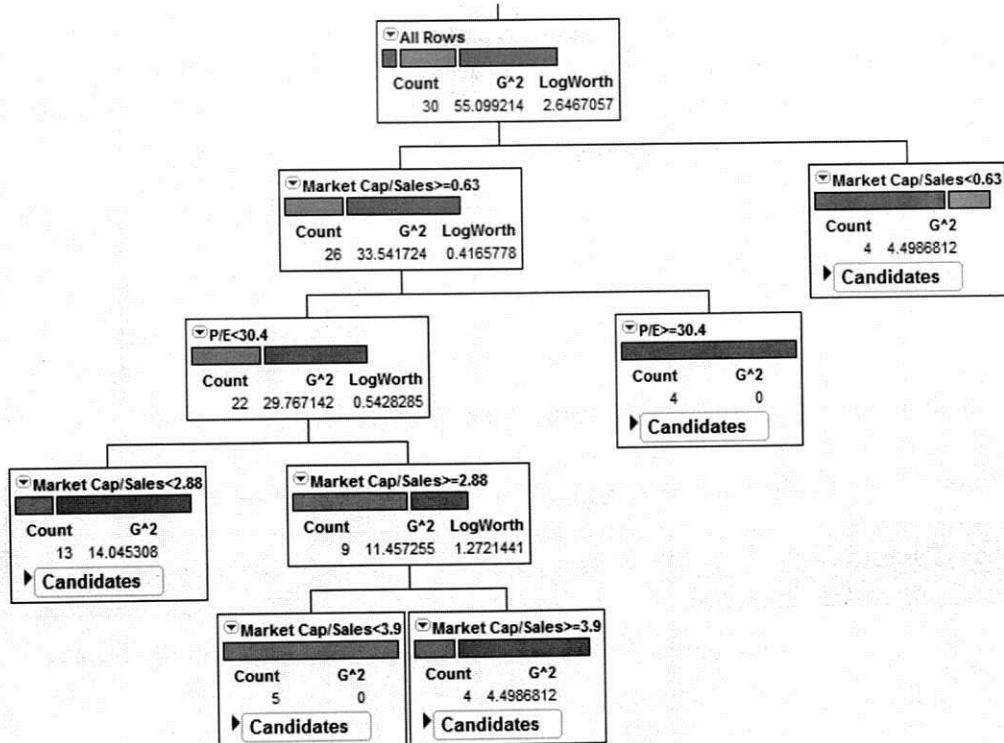 All Rows
Count G^2 LogWorth
30 55.099214 2.6467057
Market Cap/Sales>=0.63
Count G^2 LogWorth
26 33.541724 0.4165778
Market Cap/Sales<0.63
Count G^2
4 4.4986812
Candidates
P/E<30.4
Count G^2 LogWorth
22 29.767142 0.5428285
P/E>=30.4
Count G^2
4 0
Candidates
Market Cap/Sales<2.88
Count G^2
13 14.045308
Candidates
Market Cap/Sales>=2.88
Count G^2 LogWorth
9 11.457255 1.2721441
Market Cap/Sales<3.9
Count G^2
5 0
Candidates
Market Cap/Sales>=3.9
Count G^2
4 4.4986812
Candidates